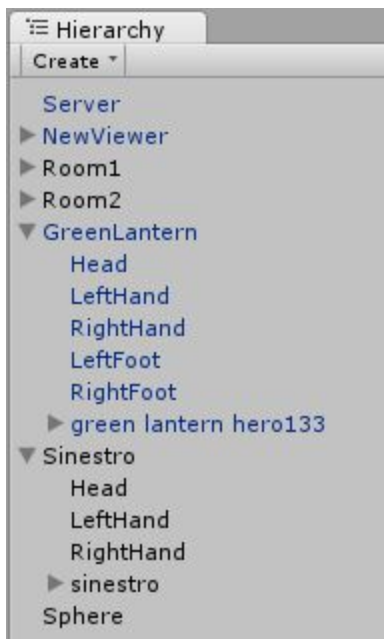 Hierarchy
Create
Server
NewViewer
Room1
Room2
GreenLantern
Head
LeftHand
RightHand
LeftFoot
RightFoot
green lantern hero133
Sinestro
Head
LeftHand
RightHand
sinestro
Sphere